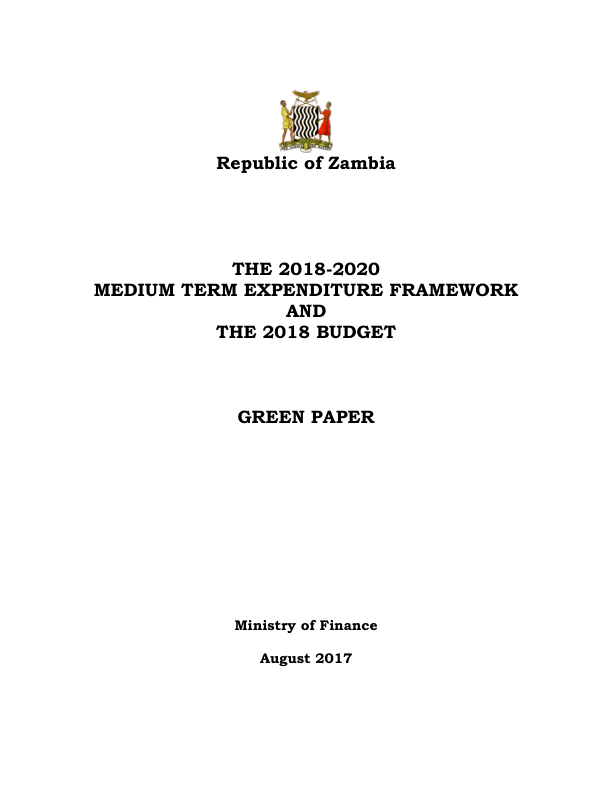 Republic of Zambia
THE 2018-2020
MEDIUM TERM EXPENDITURE FRAMEWORK
AND
THE 2018 BUDGET
GREEN PAPER
Ministry of Finance
August 2017